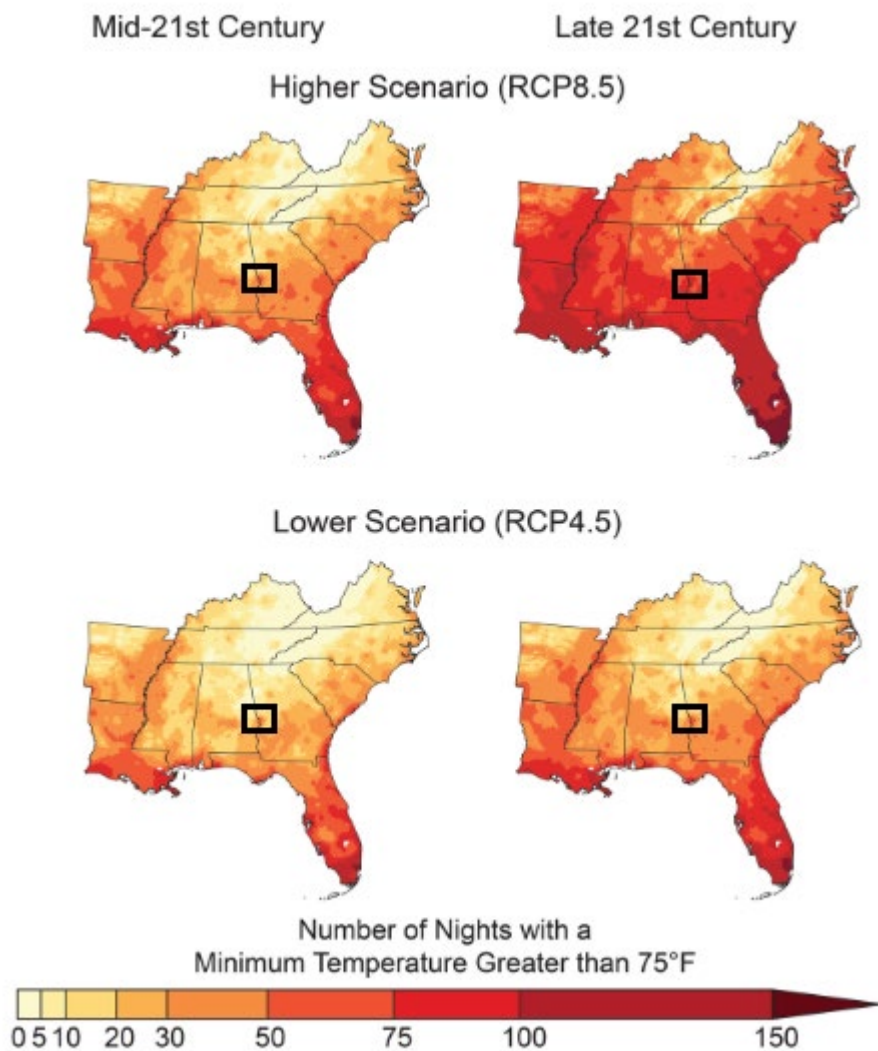 Mid-21st Century
Late 21st Century
Higher Scenario (RCP8.5)
Lower Scenario (RCP4.5)
Number of Nights with a
Minimum Temperature Greater than 75°F
0 5 10 20 30 50 75 100 150